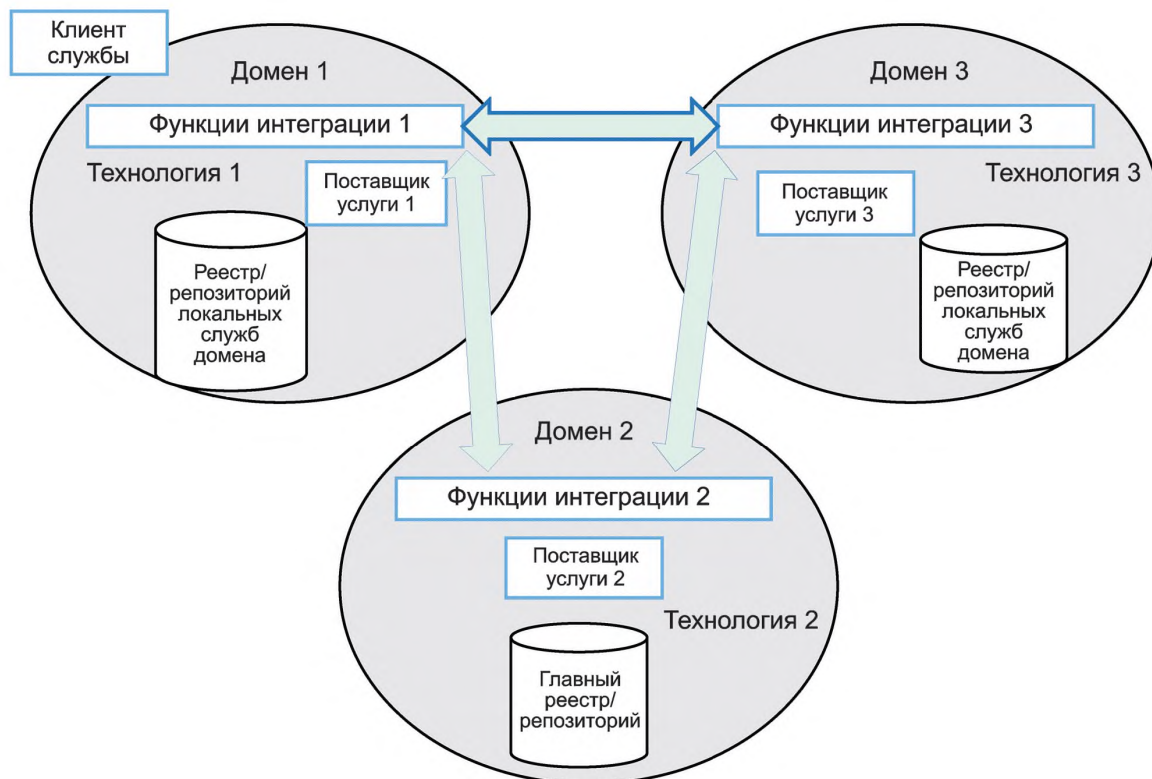 Клиент
службы
Домен 1
Функции интеграции 1
Технология 1
Поставщик
услуги 1
Реестр/
репозиторий
локальных
служб
домена
Домен 3
Функции интеграции 3
Технология 3
Поставщик
услуги 3
Реестр/
репозиторий
локальных
служб
домена
Домен 2
Функции интеграции 2
Поставщик
услуги 2
Технология 2
Главный
реестр/
репозиторий